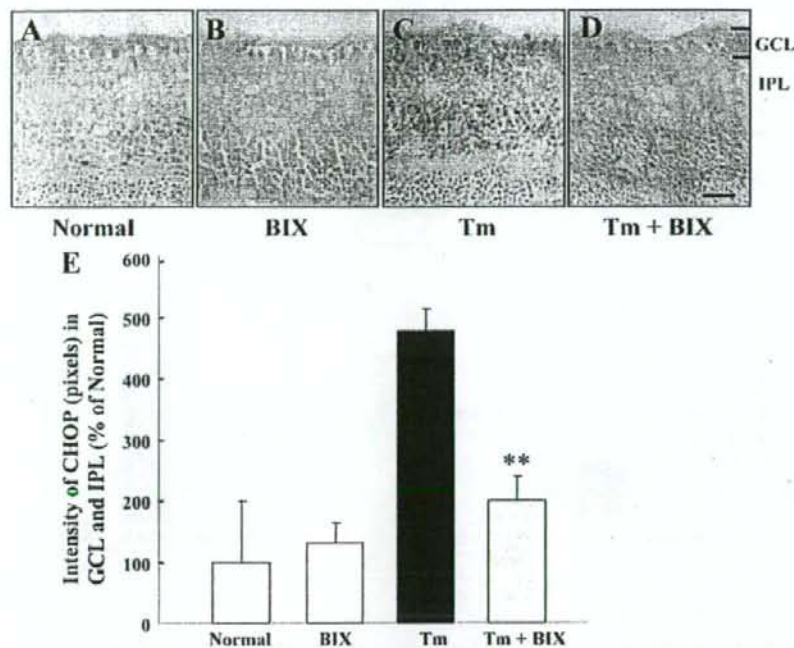 A B C D
GCL
IPL
Normal BIX Tm Tm + BIX
E
Intensity of CHOP (pixels) in
GCL and IPL (% of Normal)
600
500
400
300
200
100
0
**
Normal BIX Tm Tm + BIX